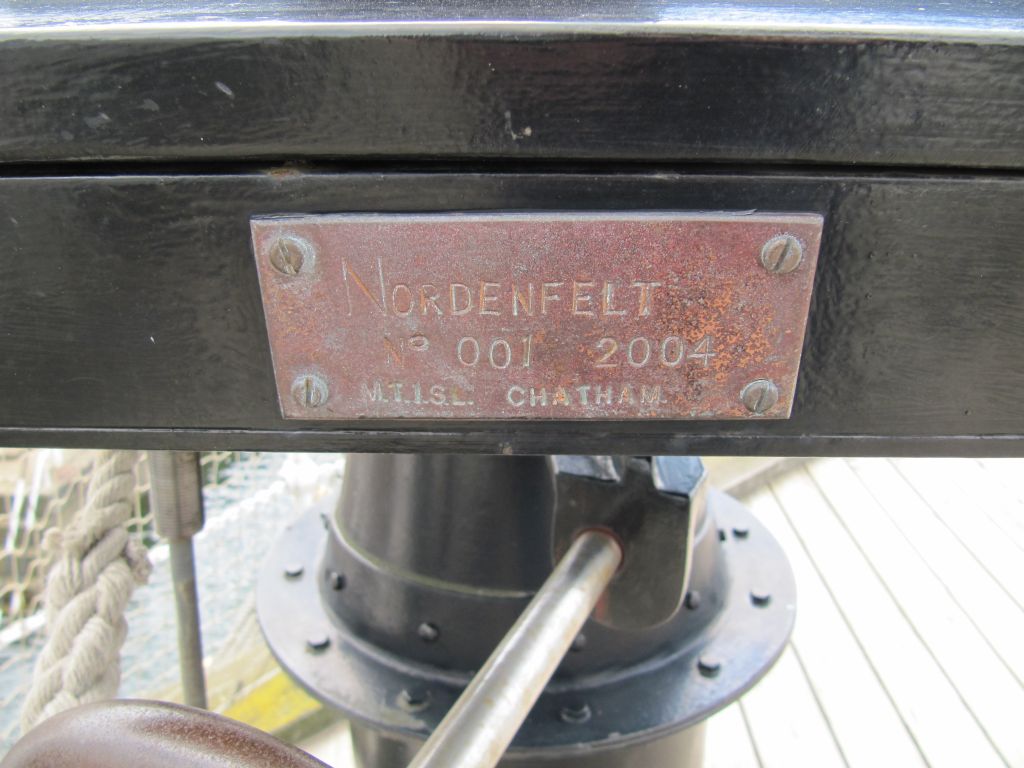 NORDENFELT
Nº 001 2004
M.T.I.S.L. CHATHAM.